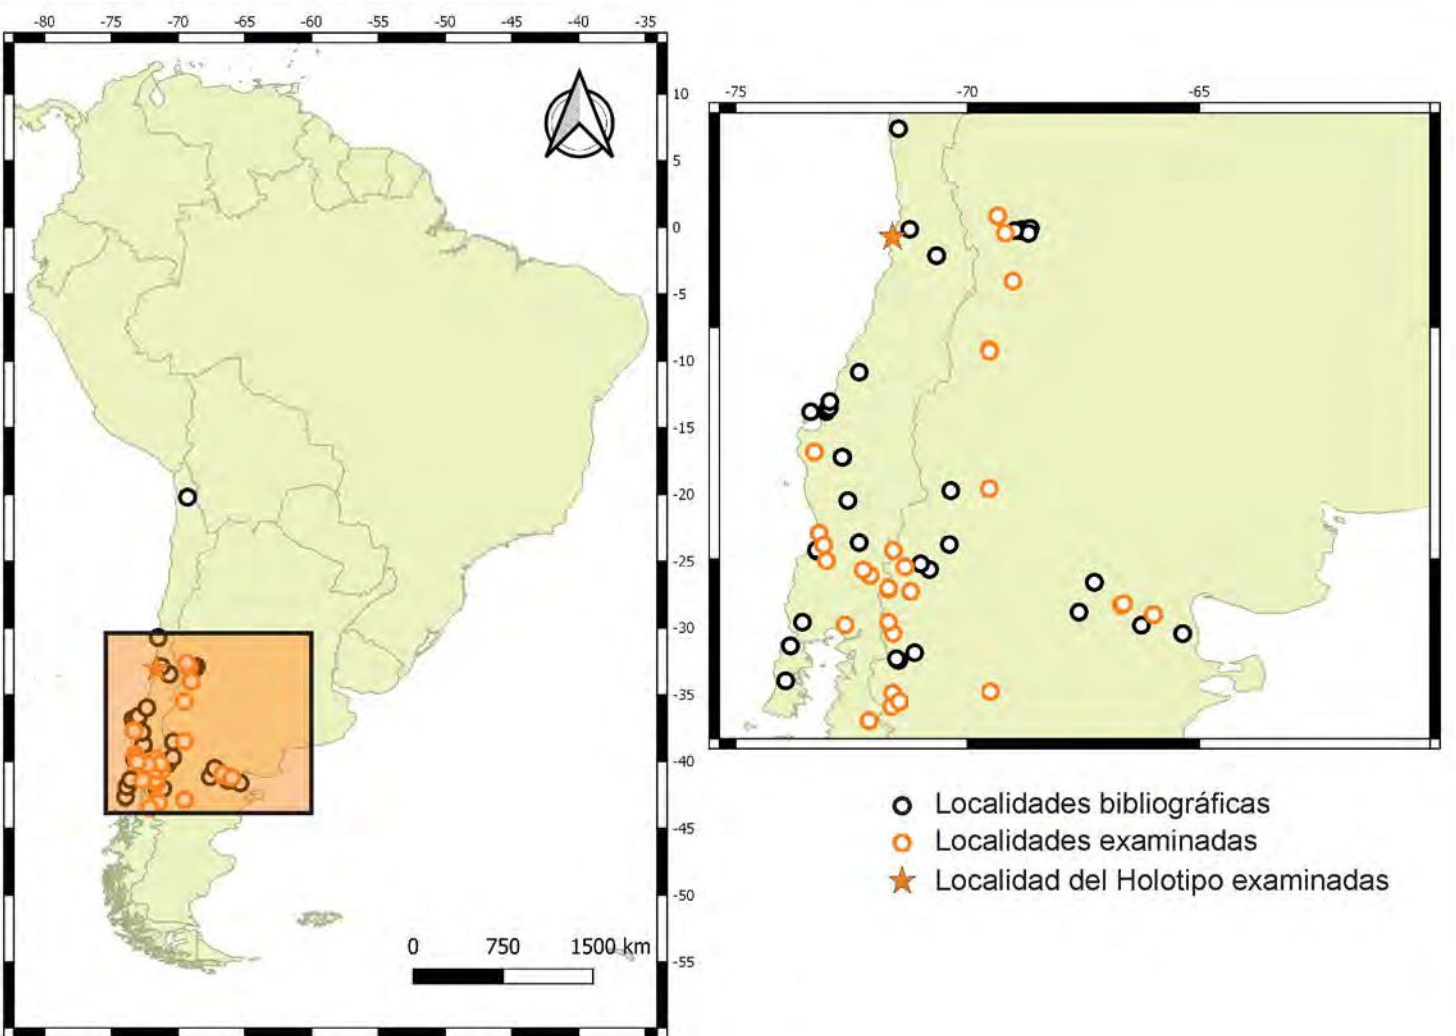 -80 -75 -70 -65 -60 -55 -50 -45 -40 -35
10
5
0
-5
-10
-15
-20
-25
-30
-35
-40
-45
-50
-55
0 750 1500 km
-75 -70 -65
Localidades bibliográficas
Localidades examinadas
Localidad del Holotipo examinadas